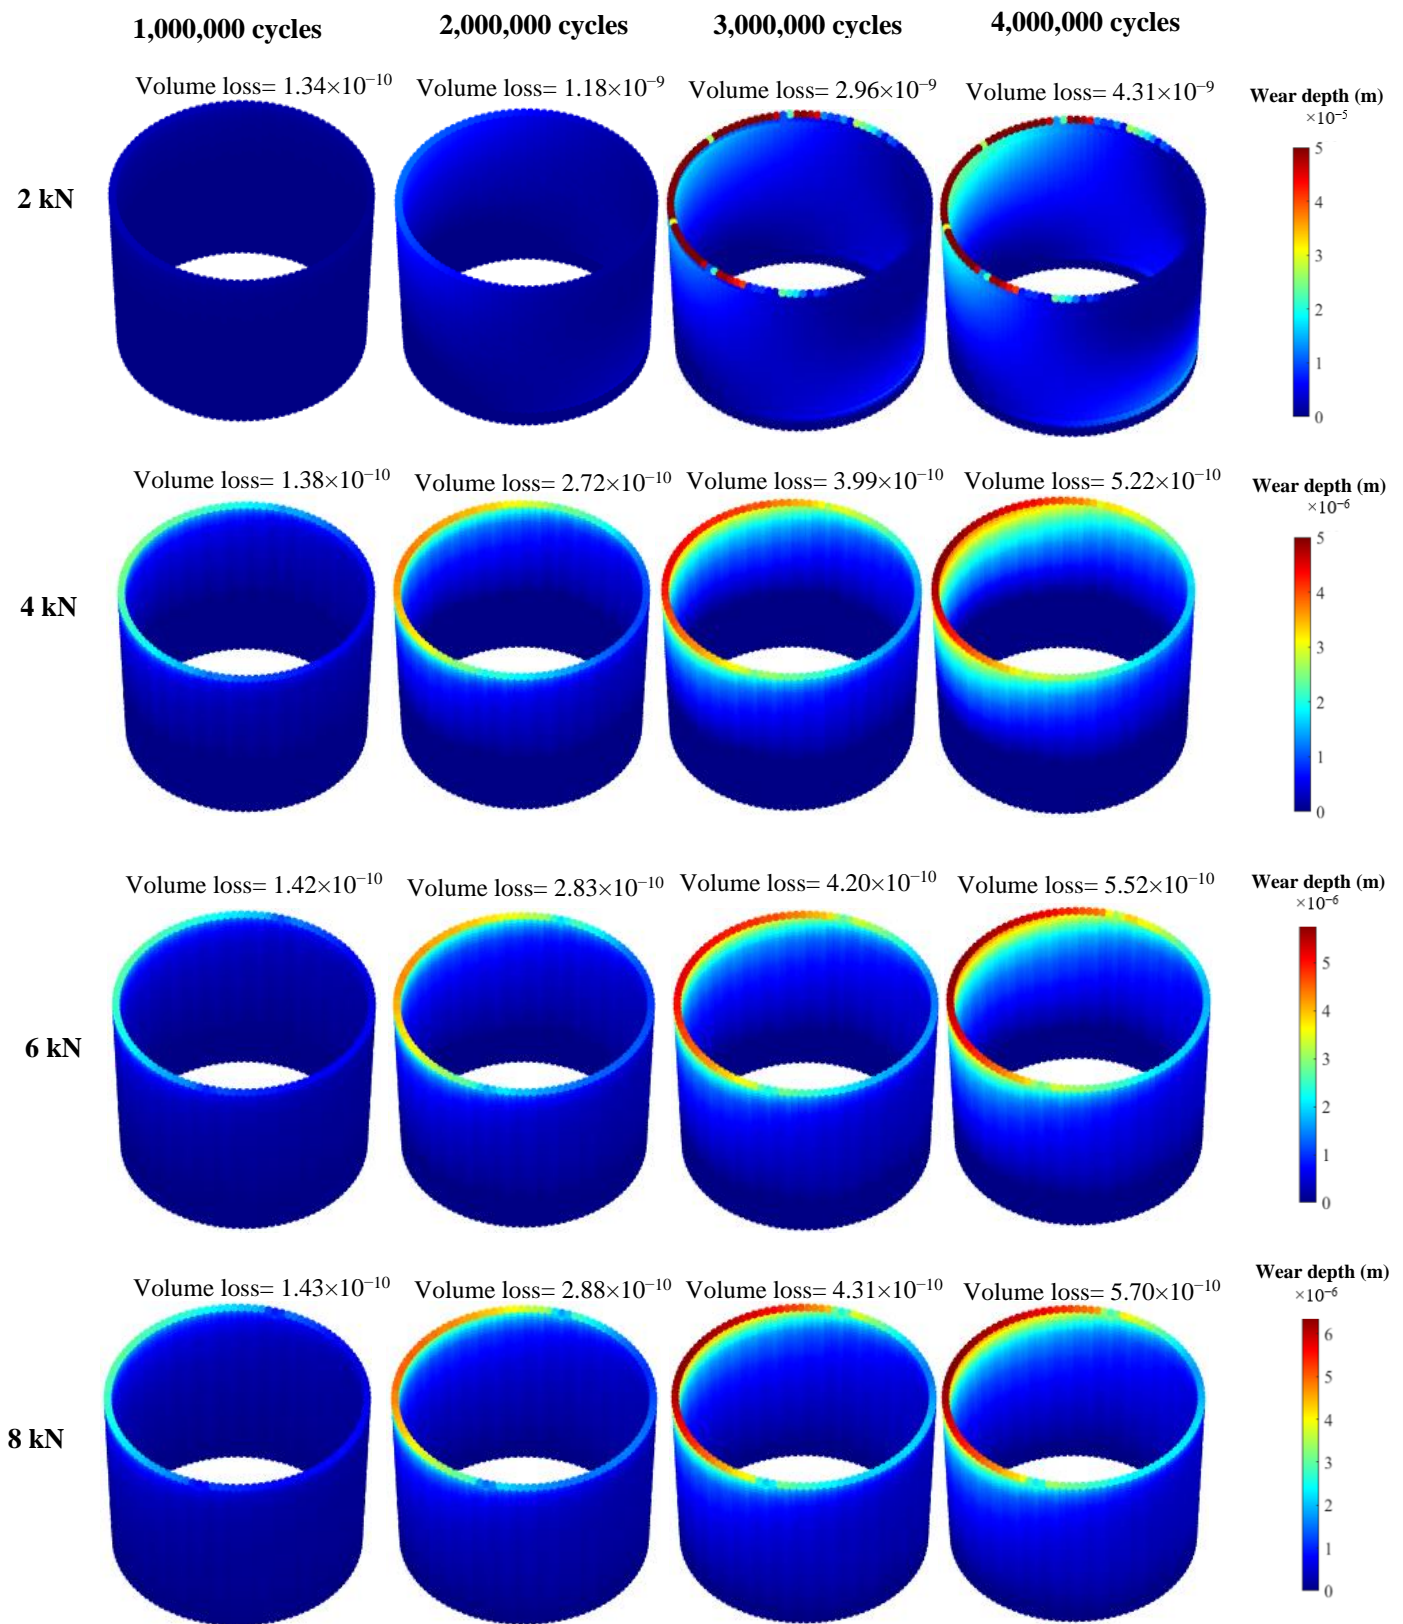 1,000,000 cycles 2,000,000 cycles 3,000,000 cycles 4,000,000 cycles
Volume loss= 1.34×10⁻¹⁰ Volume loss= 1.18×10⁻⁹ Volume loss= 2.96×10⁻⁹ Volume loss= 4.31×10⁻⁹
Wear depth (m)
×10⁻⁵
2 kN
5
4
3
2
1
0
Volume loss= 1.38×10⁻¹⁰ Volume loss= 2.72×10⁻¹⁰ Volume loss= 3.99×10⁻¹⁰ Volume loss= 5.22×10⁻¹⁰
Wear depth (m)
×10⁻⁶
4 kN
5
4
3
2
1
0
Volume loss= 1.42×10⁻¹⁰ Volume loss= 2.83×10⁻¹⁰ Volume loss= 4.20×10⁻¹⁰ Volume loss= 5.52×10⁻¹⁰
Wear depth (m)
×10⁻⁶
6 kN
5
4
3
2
1
0
Volume loss= 1.43×10⁻¹⁰ Volume loss= 2.88×10⁻¹⁰ Volume loss= 4.31×10⁻¹⁰ Volume loss= 5.70×10⁻¹⁰
Wear depth (m)
×10⁻⁶
8 kN
6
5
4
3
2
1
0